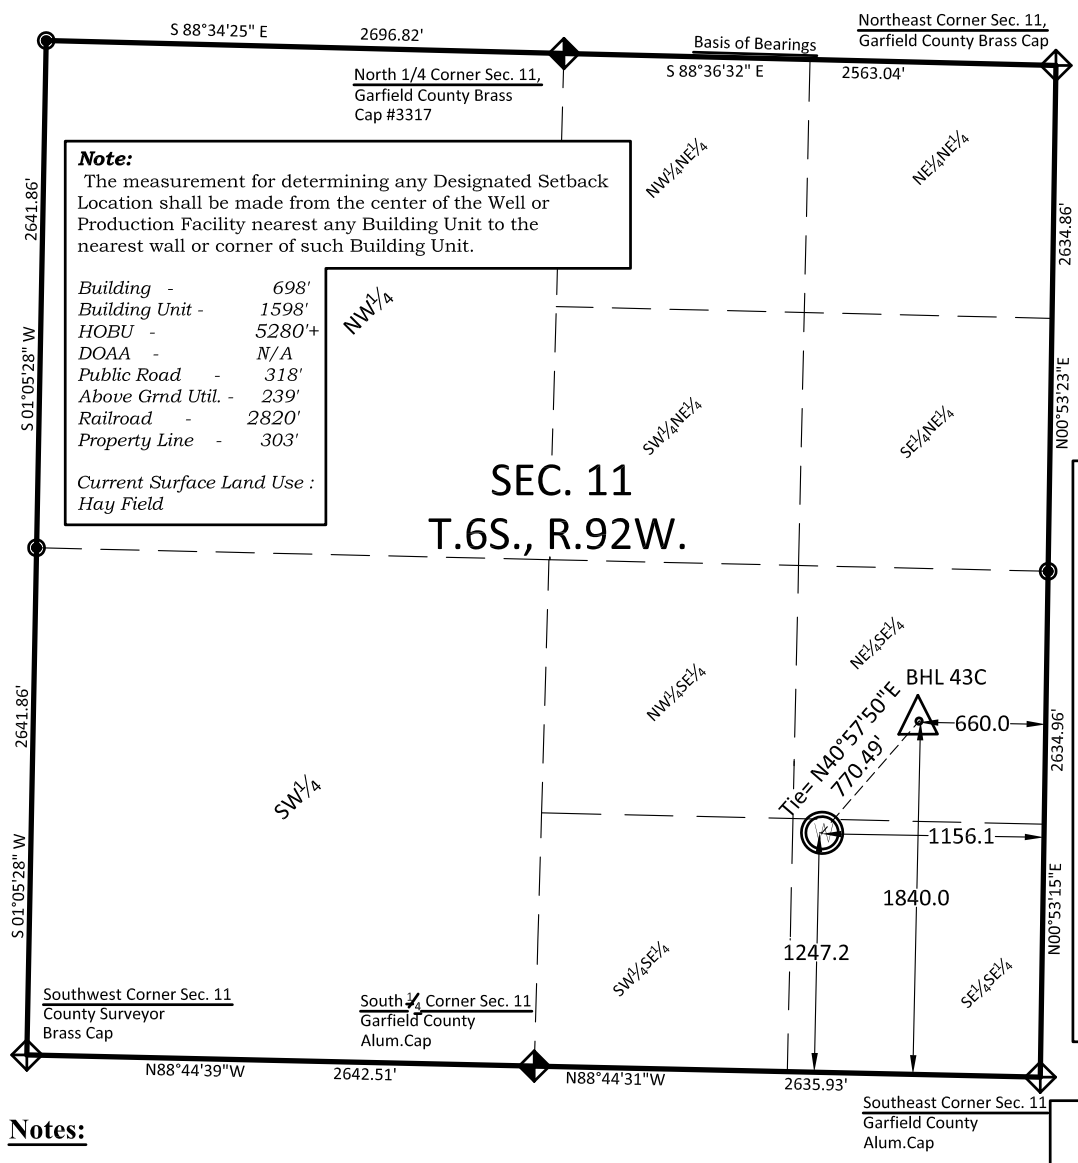 S 88°34'25" E
2696.82'
Northeast Corner Sec. 11,
Garfield County Brass Cap
Basis of Bearings
S 88°36'32" E
2563.04'
North 1/4 Corner Sec. 11,
Garfield County Brass
Cap #3317
Note:
The measurement for determining any Designated Setback
Location shall be made from the center of the Well or
Production Facility nearest any Building Unit to the
nearest wall or corner of such Building Unit.
Building - 698'
Building Unit - 1598'
HOBU - 5280'+
DOAA - N/A
Public Road - 318'
Above Grnd Util. - 239'
Railroad - 2820'
Property Line - 303'
Current Surface Land Use :
Hay Field
NW¼NE¼
NE¼NE¼
2641.86'
2634.86'
NW¼
S 01°05'28" W
N00°53'23"E
SW¼NE¼
SE¼NE¼
SEC. 11
T.6S., R.92W.
NE¼SE¼
NW¼SE¼
BHL 43C
660.0
Tie= N40°57'50"E
770.49'
2641.86'
2634.96'
SW¼
1156.1
1840.0
1247.2
S 01°05'28" W
N00°53'15"E
SW¼SE¼
SE¼SE¼
Southwest Corner Sec. 11
County Surveyor
Brass Cap
South ¼ Corner Sec. 11
Garfield County
Alum.Cap
N88°44'39"W
2642.51'
N88°44'31"W
2635.93'
Southeast Corner Sec. 11
Garfield County
Alum.Cap
Notes: